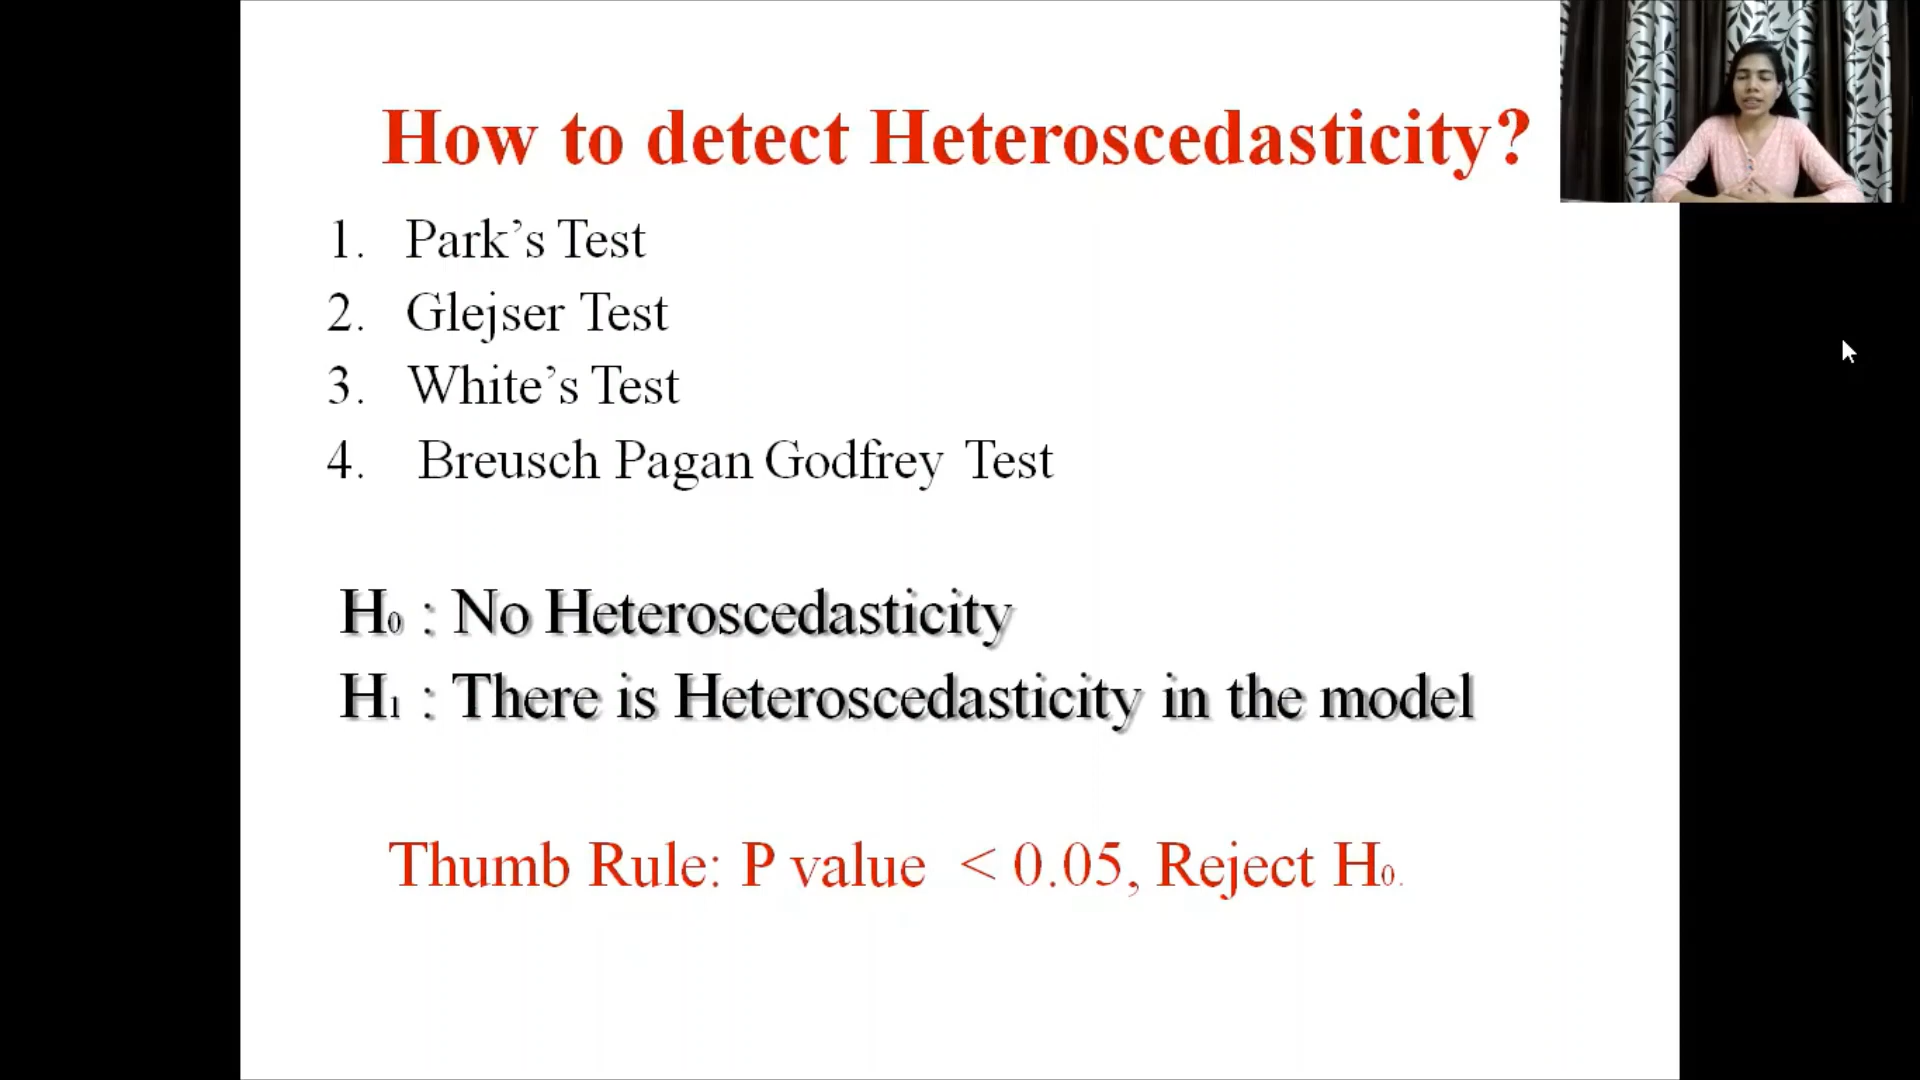 How to detect Heteroscedasticity?
1. Park’s Test
2. Glejser Test
3. White’s Test
4. Breusch Pagan Godfrey Test
H₀ : No Heteroscedasticity
H₁ : There is Heteroscedasticity in the model
Thumb Rule: P value < 0.05, Reject H₀.